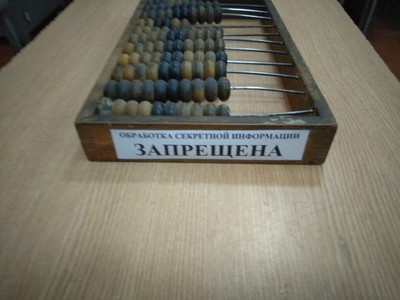 ОБРАБОТКА СЕКРЕТНОЙ ИНФОРМАЦИИ
ЗАПРЕЩЕНА